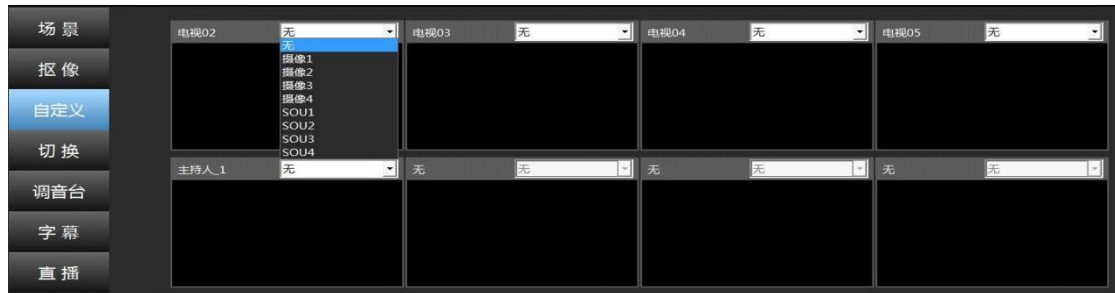 场 景
抠 像
自定义
切 换
调音台
字 幕
直 播
电视02 无 电视03 无 电视04 无 电视05 无
无
摄像1
摄像2
摄像3
摄像4
SOU1
SOU2
SOU3
SOU4
主持人_1 无 无 无 无 无 无 无